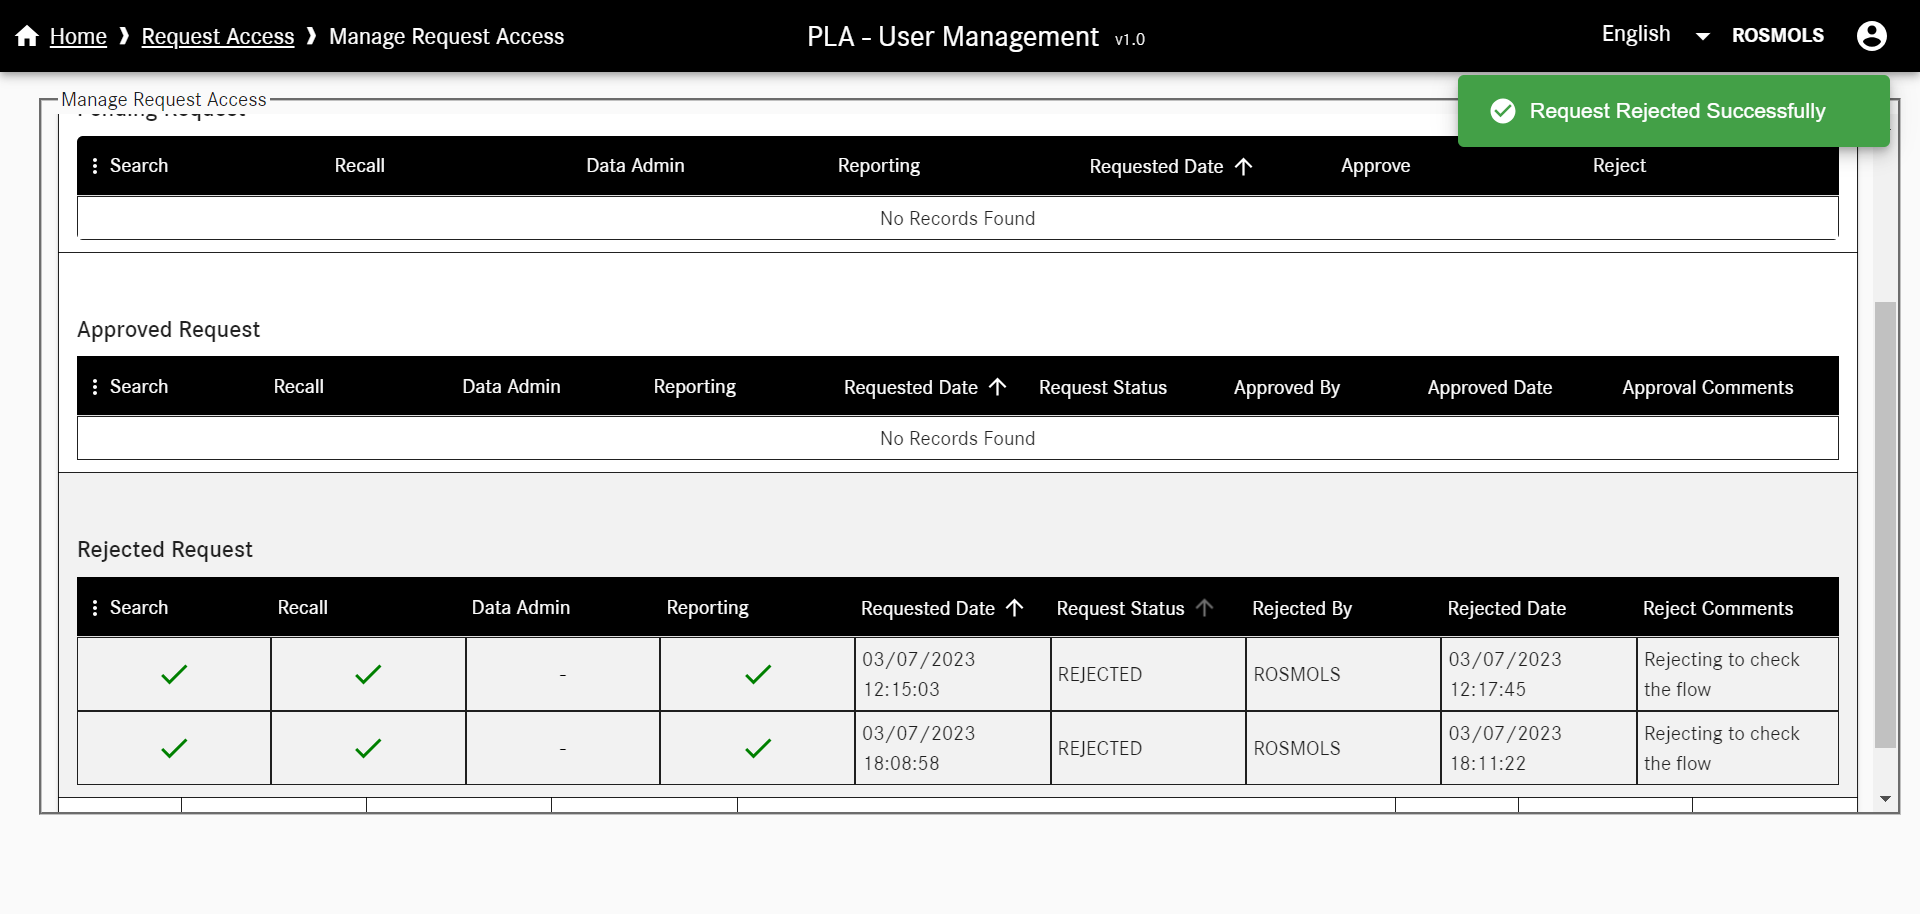 Home ❱ Request Access ❱ Manage Request Access
PLA - User Management v1.0
English
ROSMOLS
Request Rejected Successfully
Manage Request Access
Pending Request
Search Recall Data Admin Reporting Requested Date Approve Reject
No Records Found
Approved Request
Search Recall Data Admin Reporting Requested Date Request Status Approved By Approved Date Approval Comments
No Records Found
Rejected Request
Search Recall Data Admin Reporting Requested Date Request Status Rejected By Rejected Date Reject Comments
- 03/07/2023 12:15:03 REJECTED ROSMOLS 03/07/2023 12:17:45 Rejecting to check the flow
- 03/07/2023 18:08:58 REJECTED ROSMOLS 03/07/2023 18:11:22 Rejecting to check the flow